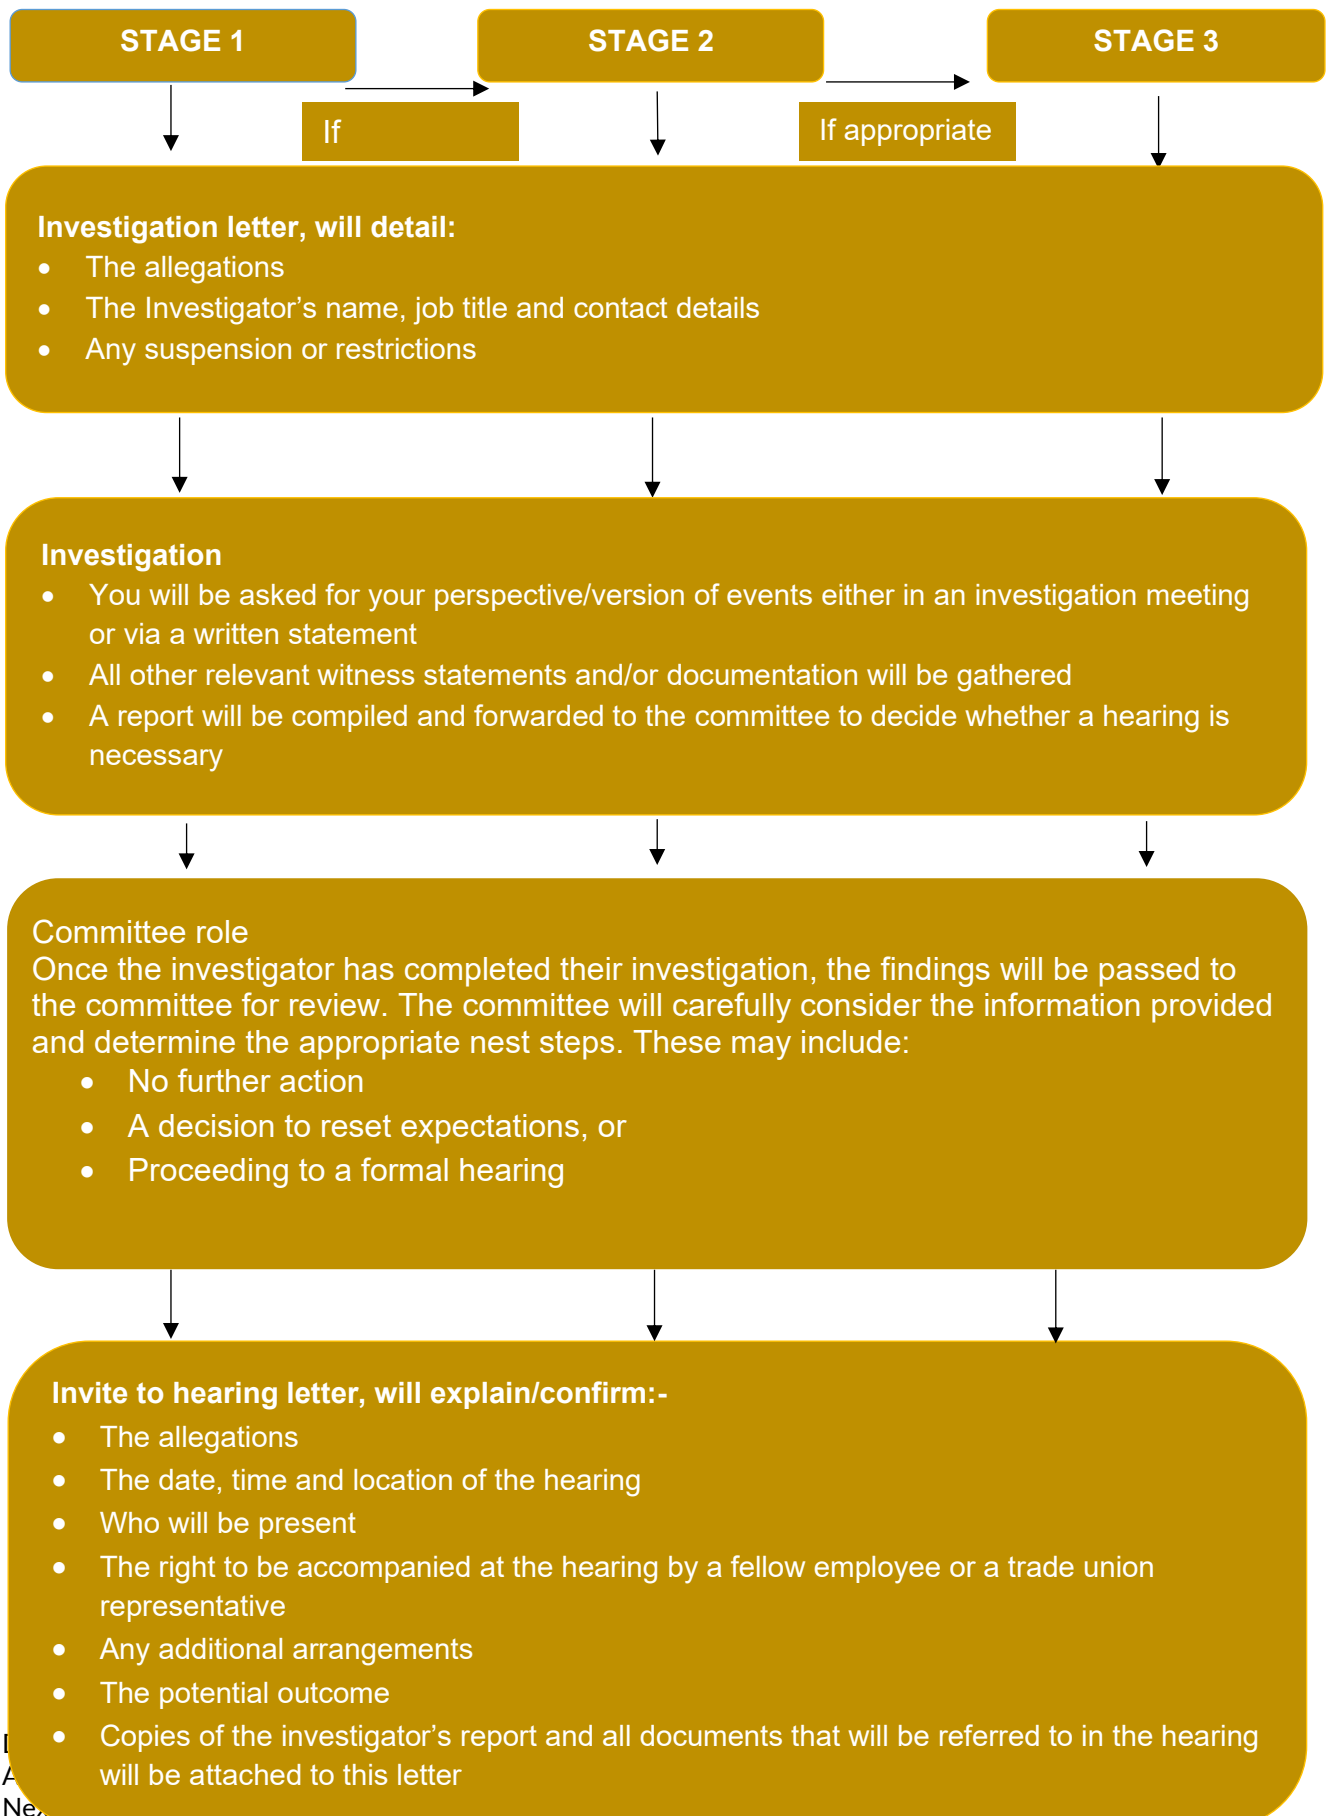 STAGE 1
STAGE 2
STAGE 3
If
If appropriate
Investigation letter, will detail:
• The allegations
• The Investigator’s name, job title and contact details
• Any suspension or restrictions
Investigation
• You will be asked for your perspective/version of events either in an investigation meeting
or via a written statement
• All other relevant witness statements and/or documentation will be gathered
• A report will be compiled and forwarded to the committee to decide whether a hearing is
necessary
Committee role
Once the investigator has completed their investigation, the findings will be passed to
the committee for review. The committee will carefully consider the information provided
and determine the appropriate nest steps. These may include:
• No further action
• A decision to reset expectations, or
• Proceeding to a formal hearing
Invite to hearing letter, will explain/confirm:-
• The allegations
• The date, time and location of the hearing
• Who will be present
• The right to be accompanied at the hearing by a fellow employee or a trade union
representative
• Any additional arrangements
• The potential outcome
• Copies of the investigator’s report and all documents that will be referred to in the hearing
will be attached to this letter